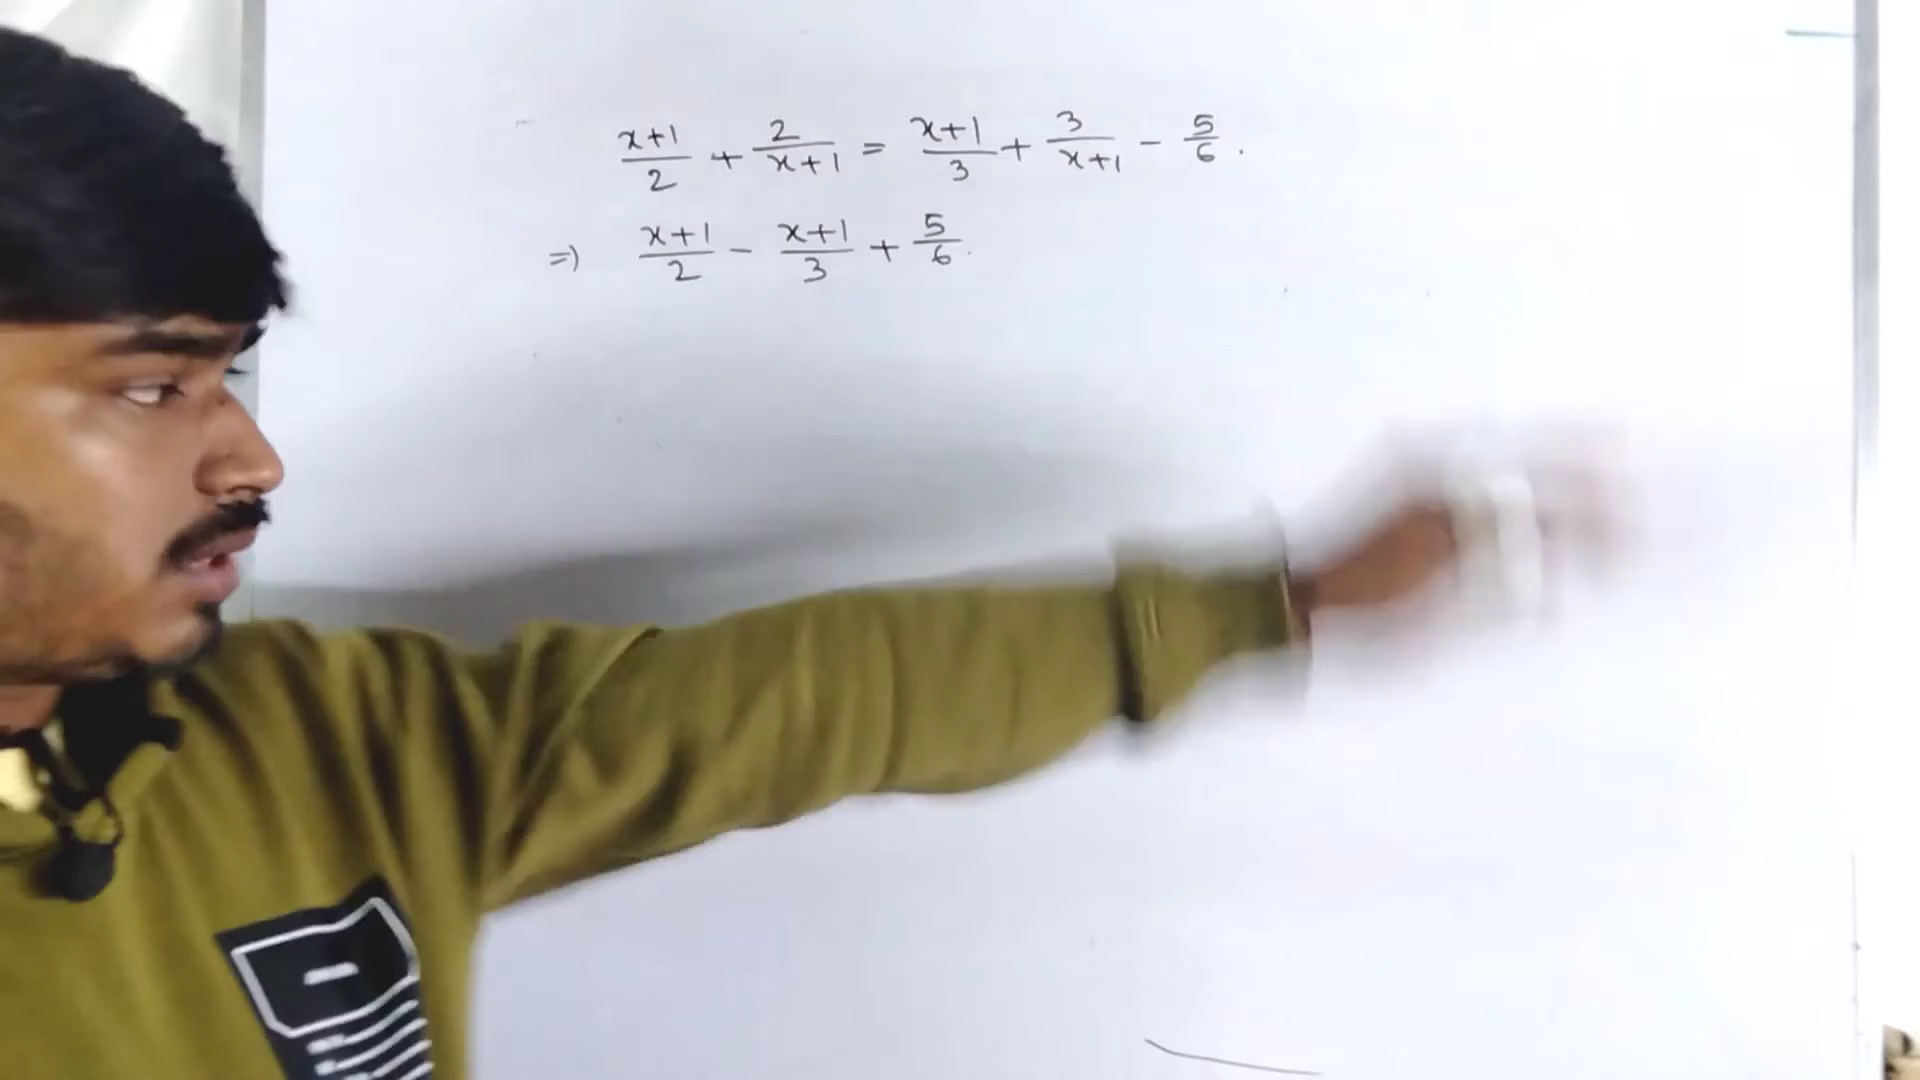 x+1/2 + 2/x+1 = x+1/3 + 3/x+1 - 5/6.
⇒ x+1/2 - x+1/3 + 5/6.